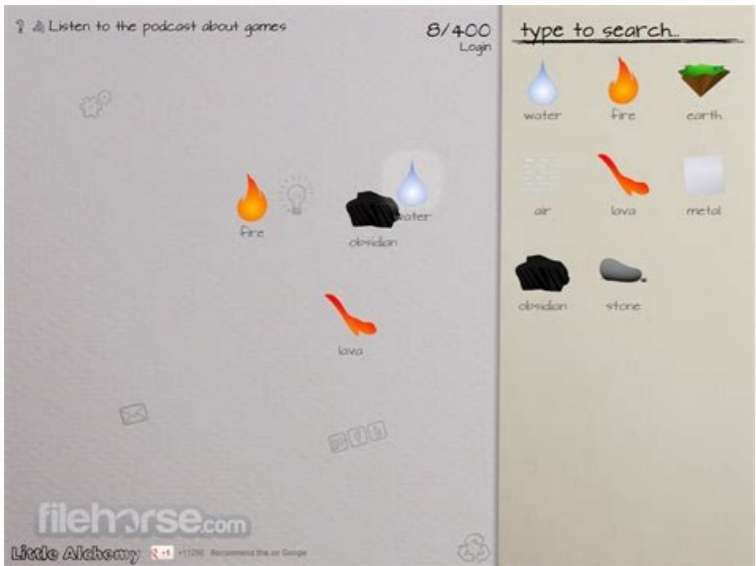 Listen to the podcast about games
8/400
Login
type to search...
water
fire
earth
air
lava
metal
obsidian
stone
fire
water
obsidian
lava
filehorse.com
Little Alchemy
+1
+11290 Recommend this on Google